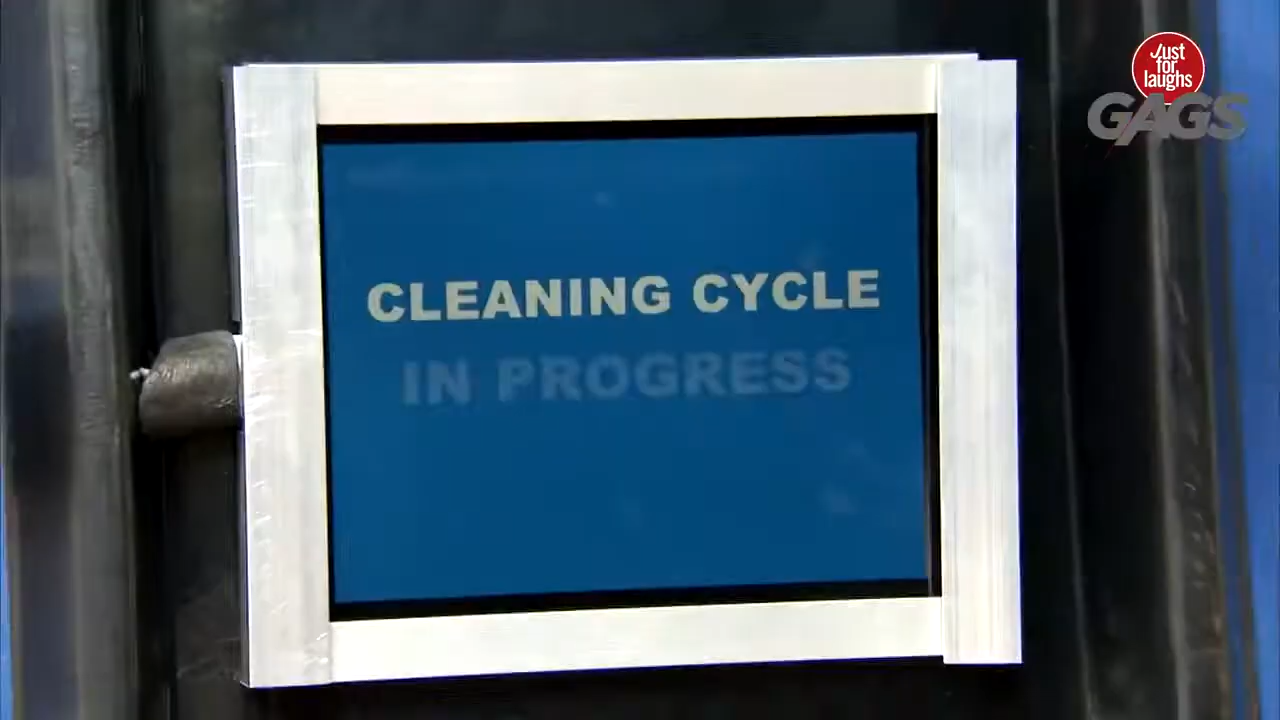 Just
for
laughs
GAGS
CLEANING CYCLE
IN PROGRESS